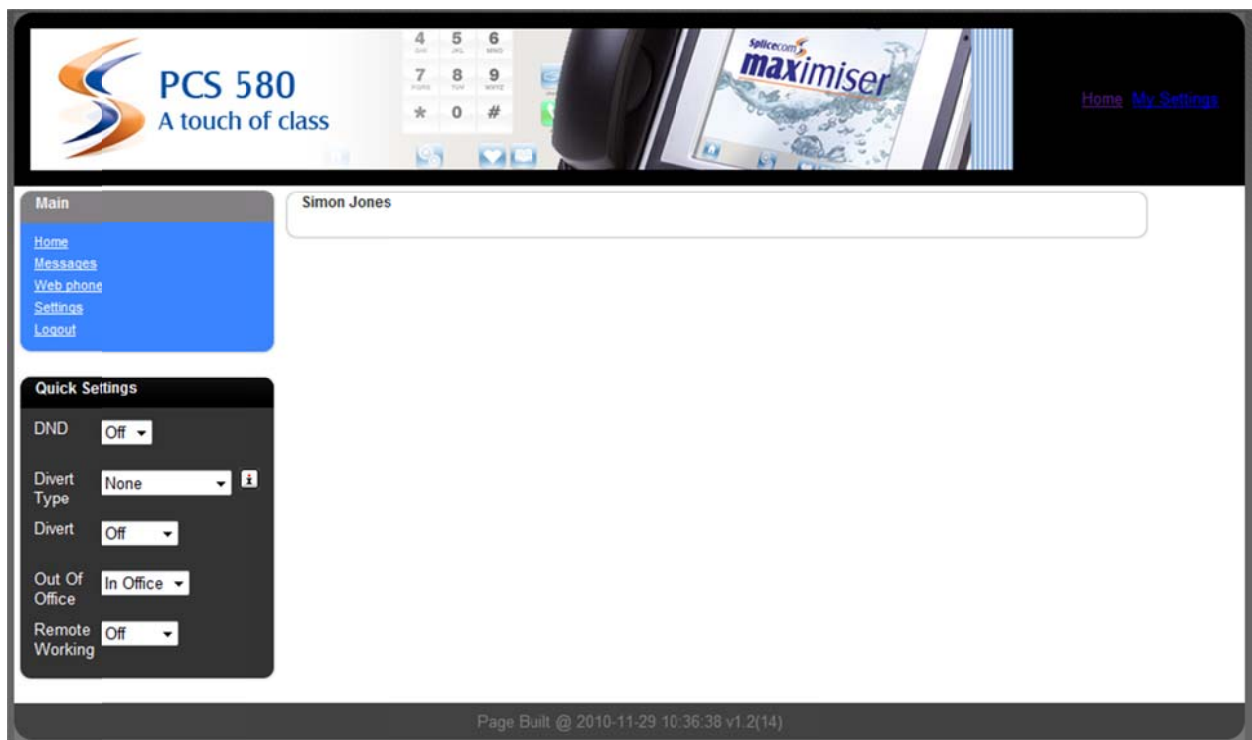 PCS 580
A touch of class
4 5 6
7 8 9
* 0 #
Splicecom
maximiser
Home My Settings
Main
Home
Messages
Web phone
Settings
Logout
Simon Jones
Quick Settings
DND Off
Divert Type None i
Divert Off
Out Of Office In Office
Remote Working Off
Page Built @ 2010-11-29 10:36:38 v1.2(14)